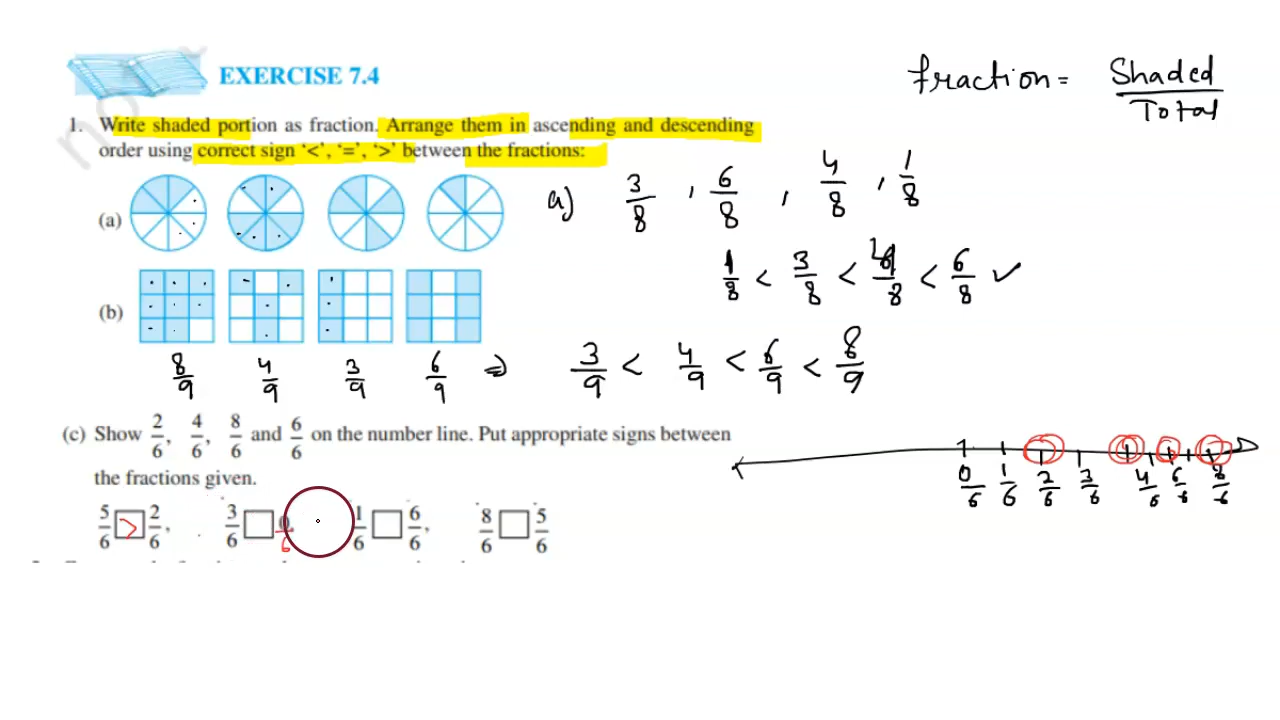 EXERCISE 7.4
fraction = Shaded / Total
1. Write shaded portion as fraction. Arrange them in ascending and descending
order using correct sign '<', '=', '>' between the fractions:
a) 3/8 , 6/8 , 4/8 , 1/8
(a)
1/8 < 3/8 < 4/8 < 6/8 ✓
(b)
8/9 4/9 3/9 6/9 ⇒ 3/9 < 4/9 < 6/9 < 8/9
(c) Show 2/6, 4/6, 8/6 and 6/6 on the number line. Put appropriate signs between
the fractions given.
0/6 1/6 2/6 3/6 4/6 6/6 8/6
5/6 > 2/6, 3/6 □ 0/6 1/6 □ 6/6, 8/6 □ 5/6